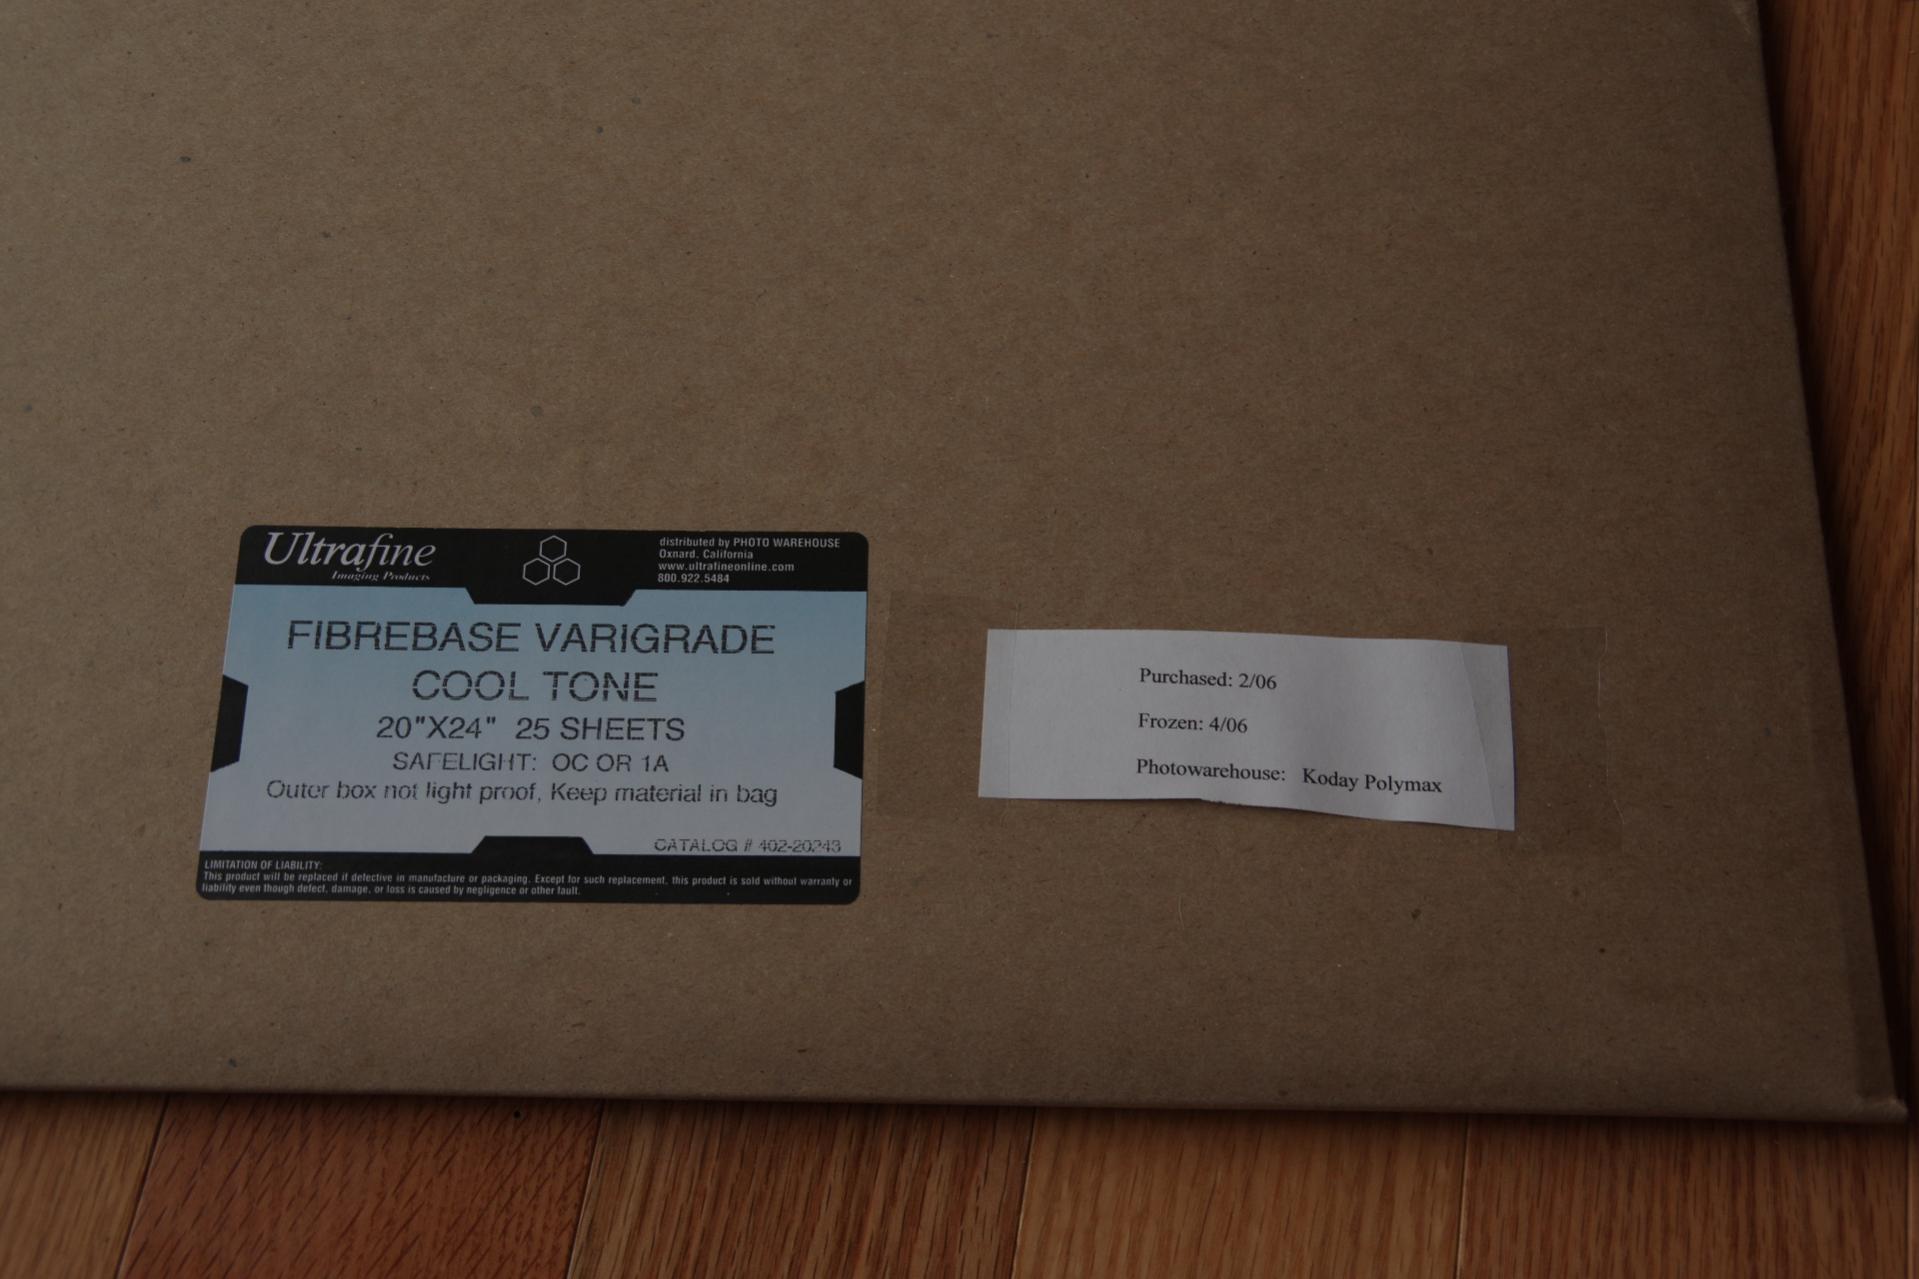 Ultrafine
Imaging Products
distributed by PHOTO WAREHOUSE
Oxnard, California
www.ultrafineonline.com
800.922.5484
FIBREBASE VARIGRADE
COOL TONE
20"X24" 25 SHEETS
SAFELIGHT: OC OR 1A
Outer box not light proof, Keep material in bag
CATALOG # 402-20243
LIMITATION OF LIABILITY:
This product will be replaced if defective in manufacture or packaging. Except for such replacement, this product is sold without warranty or
liability even though defect, damage, or loss is caused by negligence or other fault.
Purchased: 2/06
Frozen: 4/06
Photowarehouse: Koday Polymax